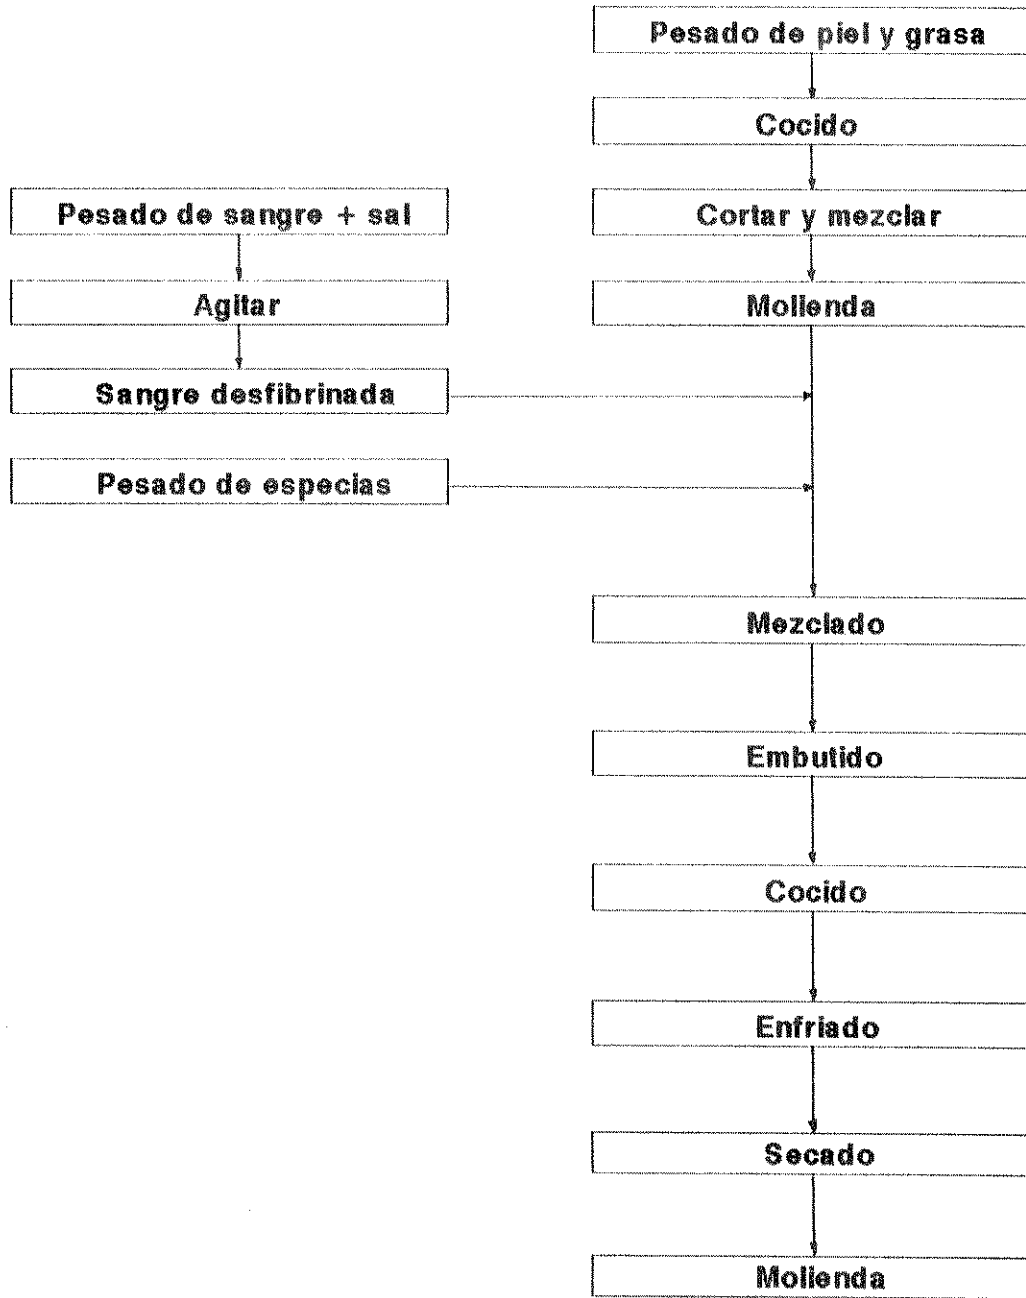 Pesado de piel y grasa
Cocido
Pesado de sangre + sal
Cortar y mezclar
Agitar
Molienda
Sangre desfibrinada
Pesado de especias
Mezclado
Embutido
Cocido
Enfriado
Secado
Molienda